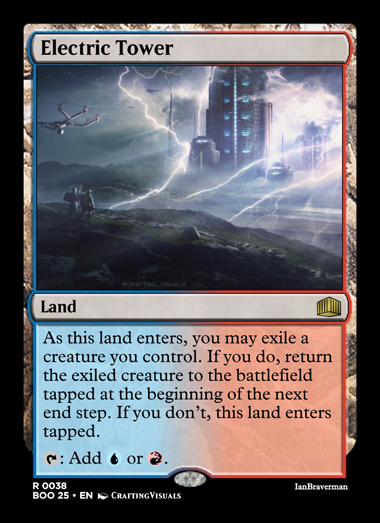 Electric Tower
©CRAFTING_VISUALS
Land
As this land enters, you may exile a
creature you control. If you do, return
the exiled creature to the battlefield
tapped at the beginning of the next
end step. If you don't, this land enters
tapped.
: Add or .
R 0038
BOO 25 • EN CraftingVisuals
IanBraverman